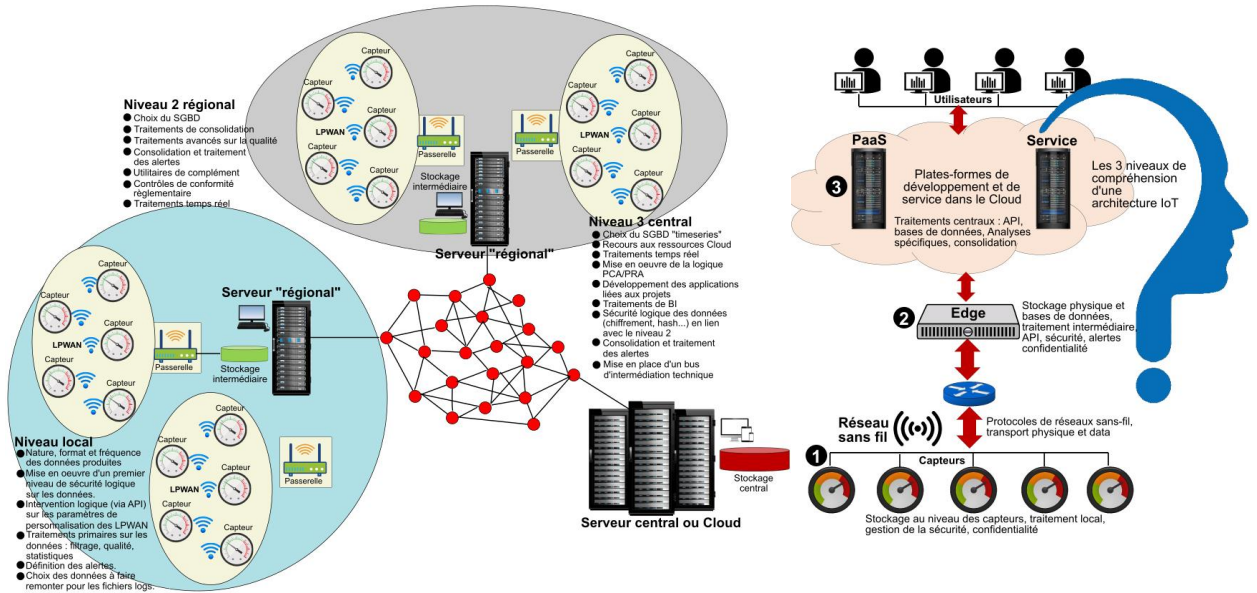 Niveau 2 régional
● Choix du SGBD
● Traitements de consolidation
● Traitements avancés sur la qualité
● Consolidation et traitement
des alertes
● Utilitaires de complément
● Contrôles de conformité
règlementaire
● Traitements temps réel
Capteur
Capteur
Capteur
LPWAN
Capteur
Capteur
Passerelle
Stockage
intermédiaire
Serveur "régional"
Capteur
Capteur
Capteur
LPWAN
Capteur
Capteur
Passerelle
Niveau 3 central
● Choix du SGBD "timeseries"
● Recours aux ressources Cloud
● Traitements temps réel
● Mise en oeuvre de la logique
PCA/PRA
● Développement des applications
liées aux projets
● Traitements de BI
● Sécurité logique des données
(chiffrement, hash...) en lien
avec le niveau 2
● Consolidation et traitement
des alertes
● Mise en place d'un bus
d'intermédiation technique
Capteur
Capteur
Capteur
LPWAN
Capteur
Capteur
Passerelle
Serveur "régional"
Stockage
intermédiaire
Niveau local
● Nature, format et fréquence
des données produites
● Mise en oeuvre d'un premier
niveau de sécurité logique
sur les données.
● Intervention logique (via API)
sur les paramètres de
personnalisation des LPWAN
● Traitements primaires sur les
données : filtrage, qualité,
statistiques
● Définition des alertes.
● Choix des données à faire
remonter pour les fichiers logs.
Capteur
Capteur
Capteur
LPWAN
Capteur
Capteur
Passerelle
Serveur central ou Cloud
Stockage
central
Utilisateurs
PaaS
Service
3
Plates-formes de
développement et de
service dans le Cloud
Traitements centraux : API,
bases de données, Analyses
spécifiques, consolidation
Les 3 niveaux de
compréhension
d'une
architecture IoT
2
Edge
Stockage physique et
bases de données,
traitement intermédiaire,
API, sécurité, alertes
confidentialité
Réseau
sans fil
Protocoles de réseaux sans-fil,
transport physique et data
1
Capteurs
Stockage au niveau des capteurs, traitement local,
gestion de la sécurité, confidentialité